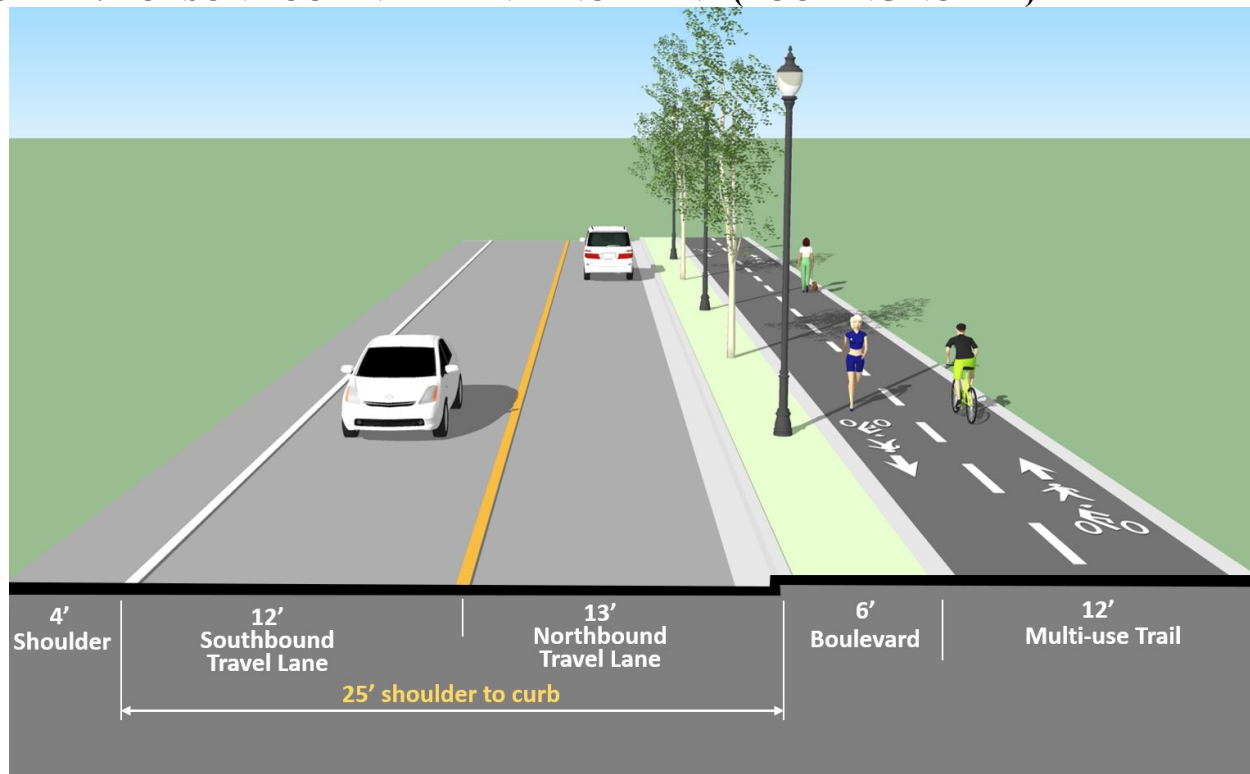 4’
Shoulder
12’
Southbound
Travel Lane
13’
Northbound
Travel Lane
6’
Boulevard
12’
Multi-use Trail
25’ shoulder to curb